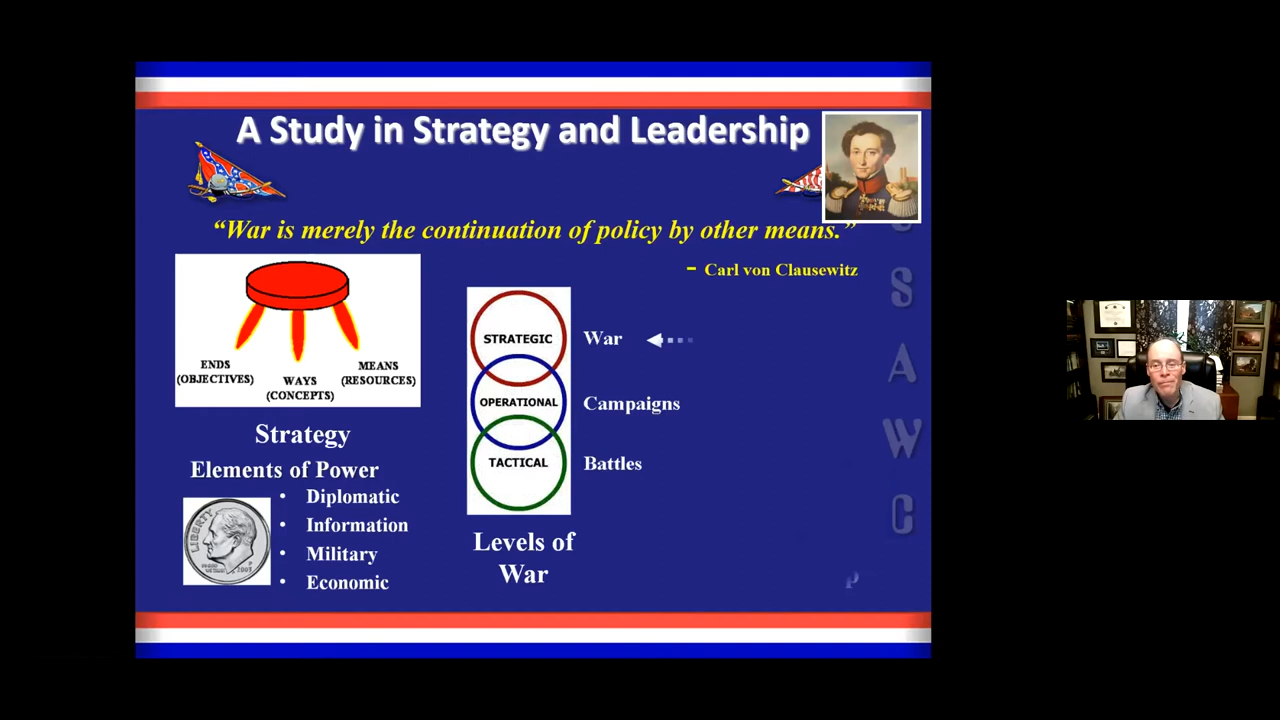 A Study in Strategy and Leadership
“War is merely the continuation of policy by other means.”
- Carl von Clausewitz
ENDS
(OBJECTIVES)
WAYS
(CONCEPTS)
MEANS
(RESOURCES)
Strategy
Elements of Power
LIBERTY
2005
• Diplomatic
• Information
• Military
• Economic
STRATEGIC
War
OPERATIONAL
Campaigns
TACTICAL
Battles
Levels of
War
S
A
W
C
P